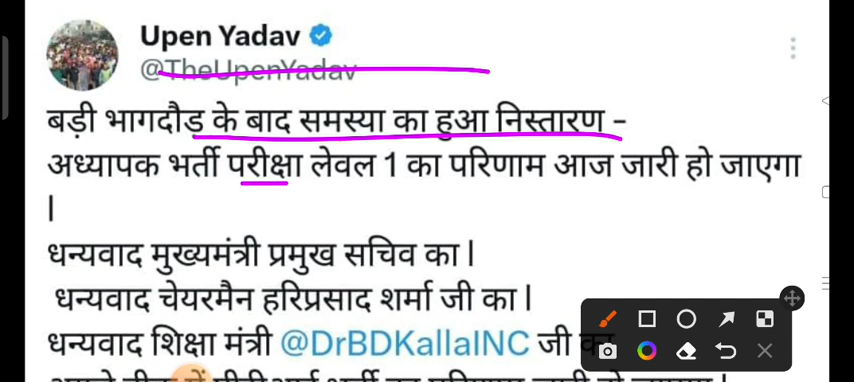 Upen Yadav
@TheUpenYadav
बड़ी भागदौड़ के बाद समस्या का हुआ निस्तारण -
अध्यापक भर्ती परीक्षा लेवल 1 का परिणाम आज जारी हो जाएगा
|
धन्यवाद मुख्यमंत्री प्रमुख सचिव का |
धन्यवाद चेयरमैन हरिप्रसाद शर्मा जी का |
धन्यवाद शिक्षा मंत्री @DrBDKallaINC जी का